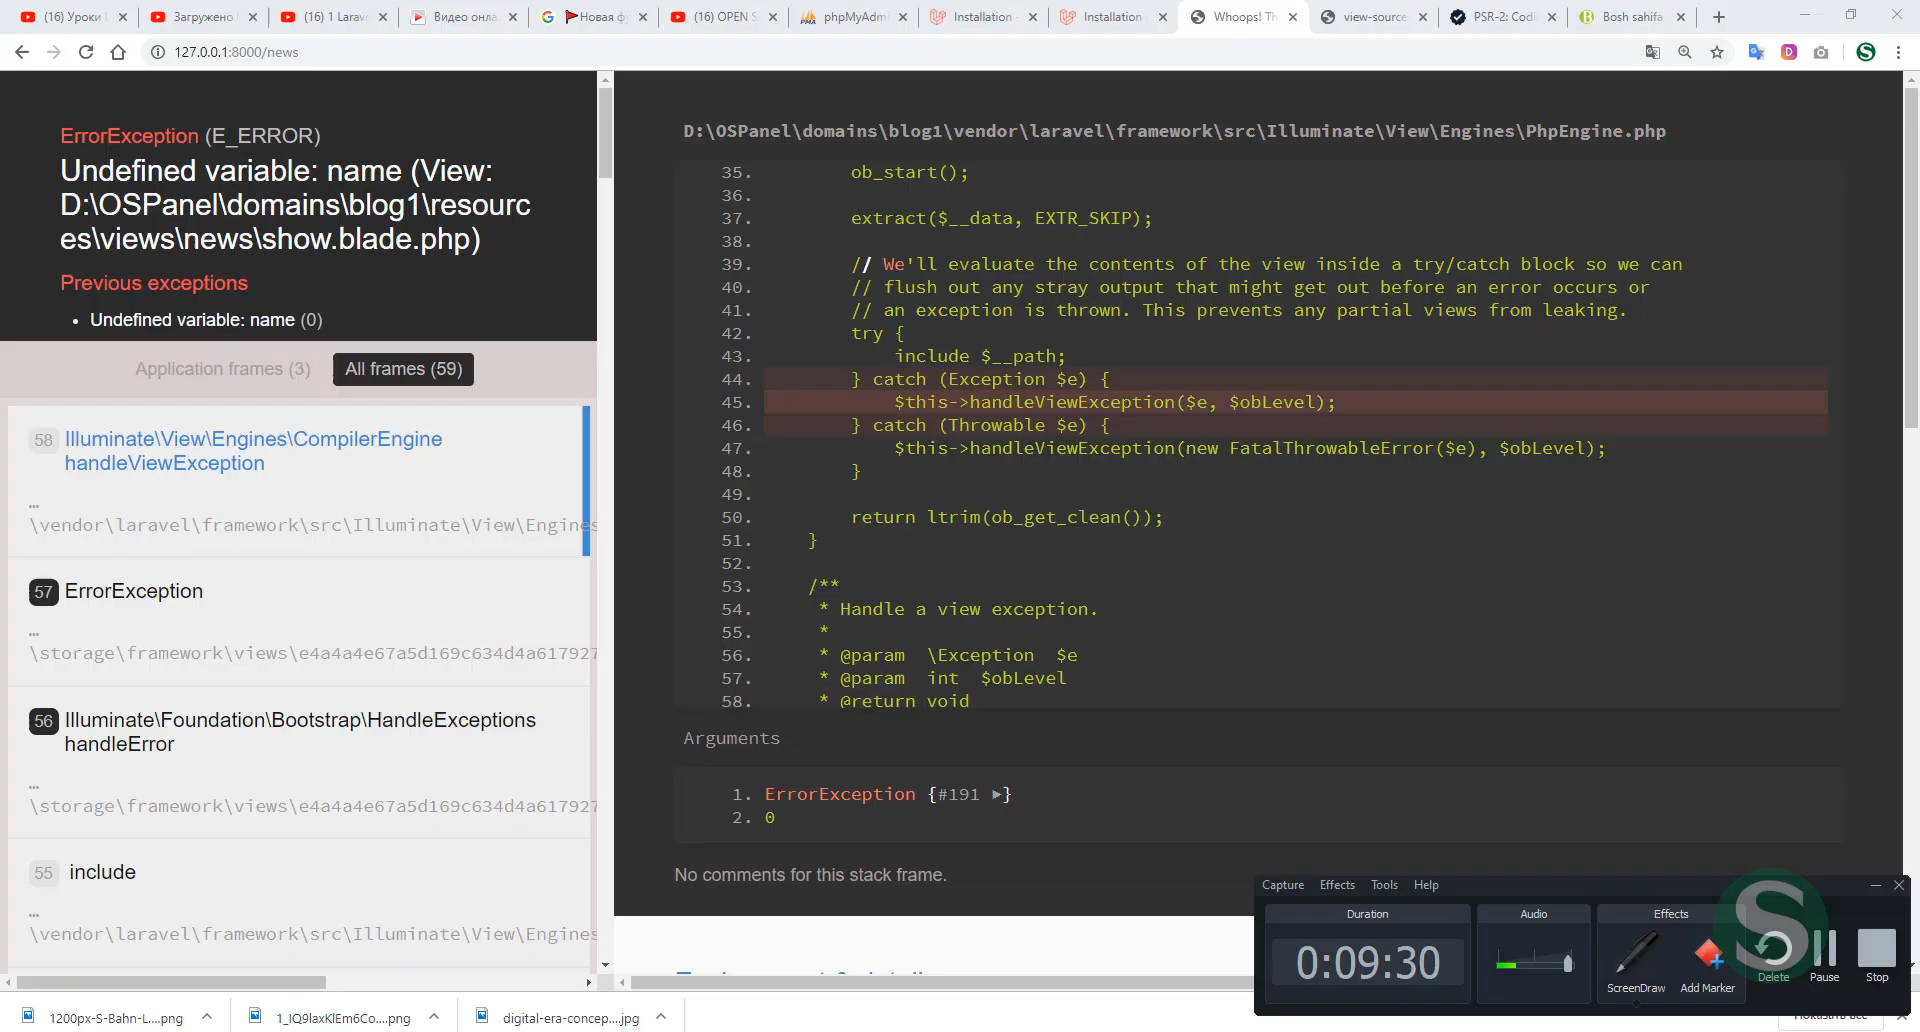 (16) Уроки
Загружено
(16) 1 Larav
Видео онла
Новая ф
(16) OPEN S
phpMyAdm
Installation -
Installation
Whoops! Th
view-source
PSR-2: Codi
Bosh sahifa
127.0.0.1:8000/news
ErrorException (E_ERROR)
Undefined variable: name (View:
D:\OSPanel\domains\blog1\resourc
es\views\news\show.blade.php)
Previous exceptions
• Undefined variable: name (0)
Application frames (3)
All frames (59)
58 Illuminate\View\Engines\CompilerEngine
handleViewException
…
\vendor\laravel\framework\src\Illuminate\View\Engines
57 ErrorException
…
\storage\framework\views\e4a4a4e67a5d169c634d4a617927
56 Illuminate\Foundation\Bootstrap\HandleExceptions
handleError
…
\storage\framework\views\e4a4a4e67a5d169c634d4a617927
55 include
…
\vendor\laravel\framework\src\Illuminate\View\Engines
D:\OSPanel\domains\blog1\vendor\laravel\framework\src\Illuminate\View\Engines\PhpEngine.php
35. ob_start();
36.
37. extract($__data, EXTR_SKIP);
38.
39. // We'll evaluate the contents of the view inside a try/catch block so we can
40. // flush out any stray output that might get out before an error occurs or
41. // an exception is thrown. This prevents any partial views from leaking.
42. try {
43. include $__path;
44. } catch (Exception $e) {
45. $this->handleViewException($e, $obLevel);
46. } catch (Throwable $e) {
47. $this->handleViewException(new FatalThrowableError($e), $obLevel);
48. }
49.
50. return ltrim(ob_get_clean());
51. }
52.
53. /**
54. * Handle a view exception.
55. *
56. * @param \Exception $e
57. * @param int $obLevel
58. * @return void
Arguments
1. ErrorException {#191 ▶}
2. 0
No comments for this stack frame.
Capture Effects Tools Help
Duration
Audio
Effects
0:09:30
ScreenDraw
Add Marker
Delete
Pause
Stop
S
1200px-S-Bahn-L....png
1_IQ9laxKlEm6Co....png
digital-era-concep....jpg